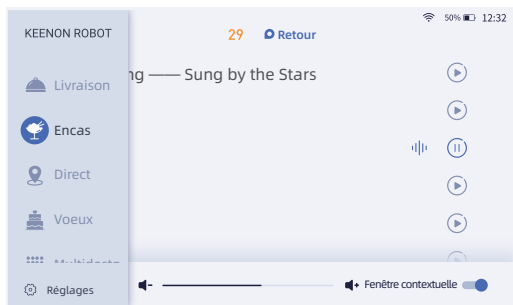 50% 12:32
KEENON ROBOT
29 Retour
Livraison
ng —— Sung by the Stars
Encas
Direct
Voeux
Réglages
- + Fenêtre contextuelle